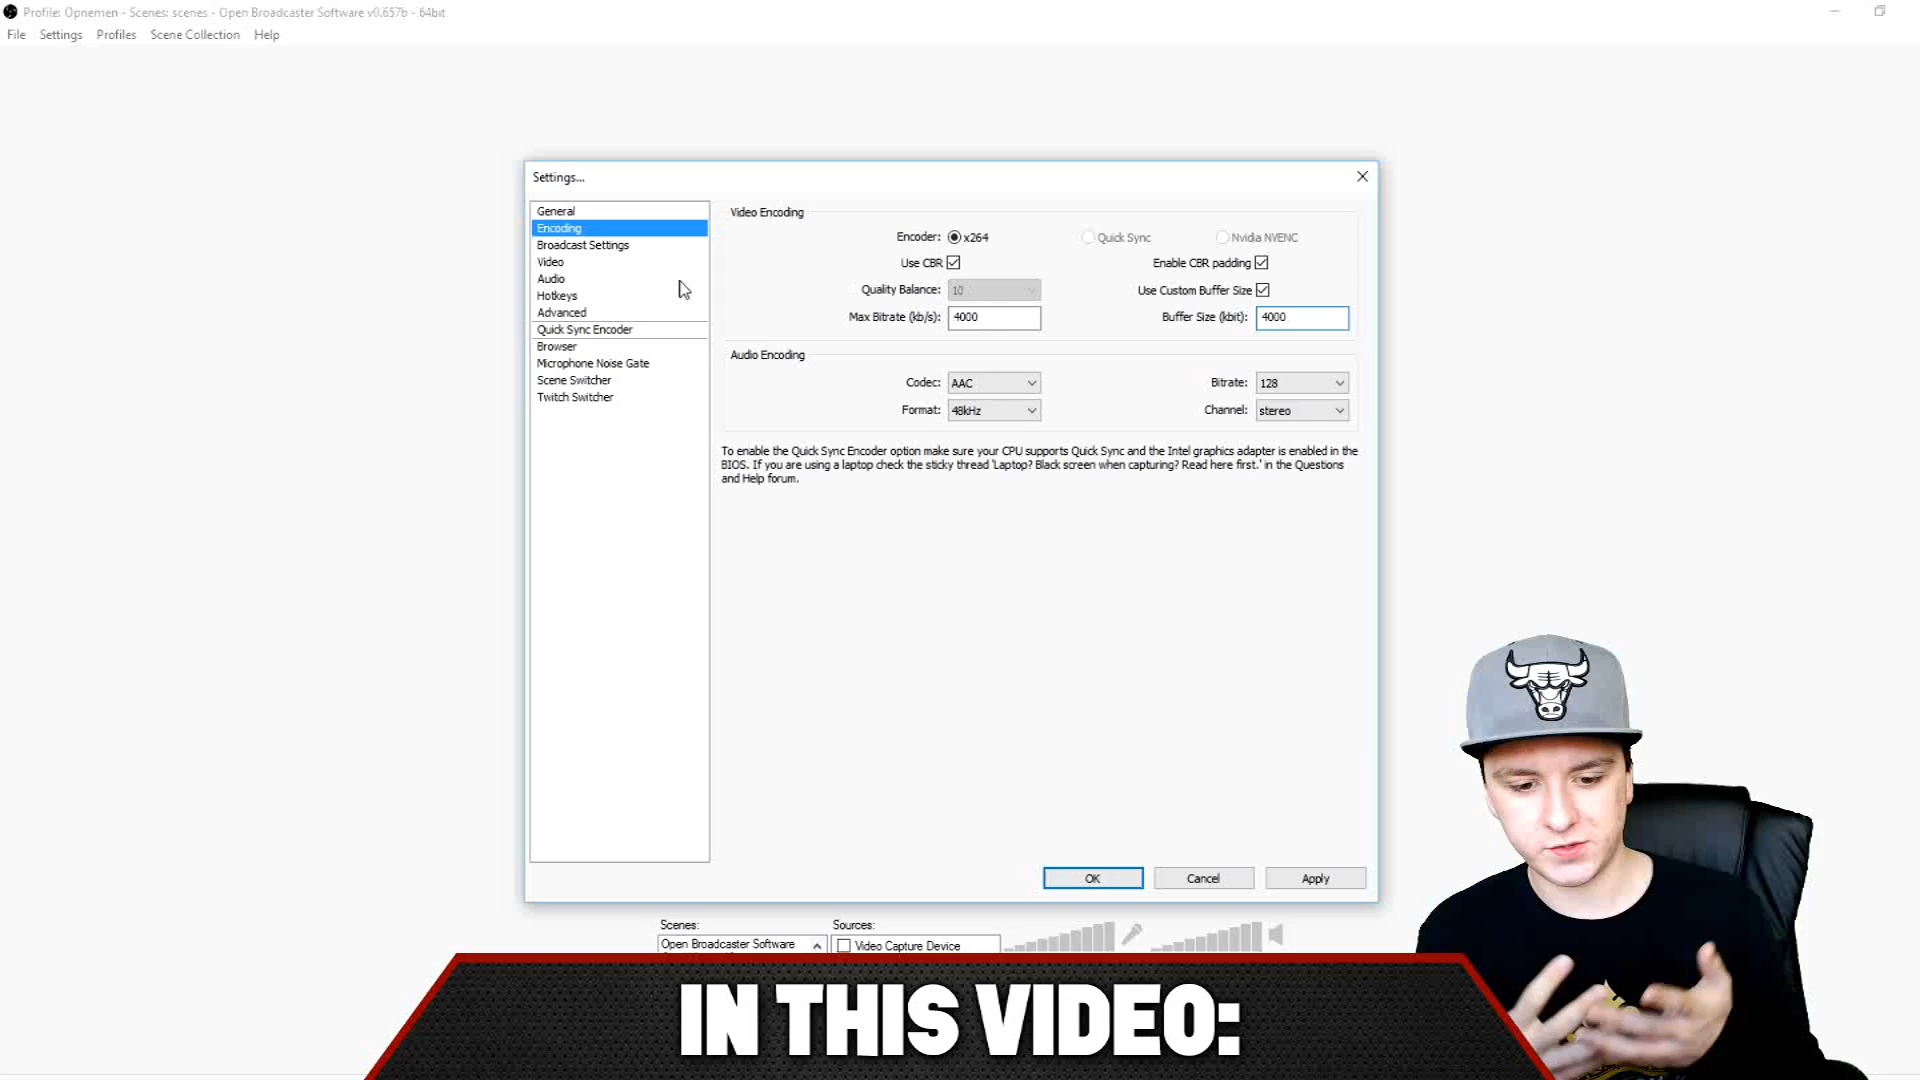 Profile: Opnemen - Scenes: scenes - Open Broadcaster Software v0.657b - 64bit
File Settings Profiles Scene Collection Help
Settings...
General
Encoding
Broadcast Settings
Video
Audio
Hotkeys
Advanced
Quick Sync Encoder
Browser
Microphone Noise Gate
Scene Switcher
Twitch Switcher
Video Encoding
Encoder: x264 Quick Sync Nvidia NVENC
Use CBR Enable CBR padding
Quality Balance: 10 Use Custom Buffer Size
Max Bitrate (kb/s): 4000 Buffer Size (kbit): 4000
Audio Encoding
Codec: AAC Bitrate: 128
Format: 48kHz Channel: stereo
To enable the Quick Sync Encoder option make sure your CPU supports Quick Sync and the Intel graphics adapter is enabled in the
BIOS. If you are using a laptop check the sticky thread 'Laptop? Black screen when capturing? Read here first.' in the Questions
and Help forum.
OK Cancel Apply
Scenes: Sources:
Open Broadcaster Software Video Capture Device
IN THIS VIDEO: